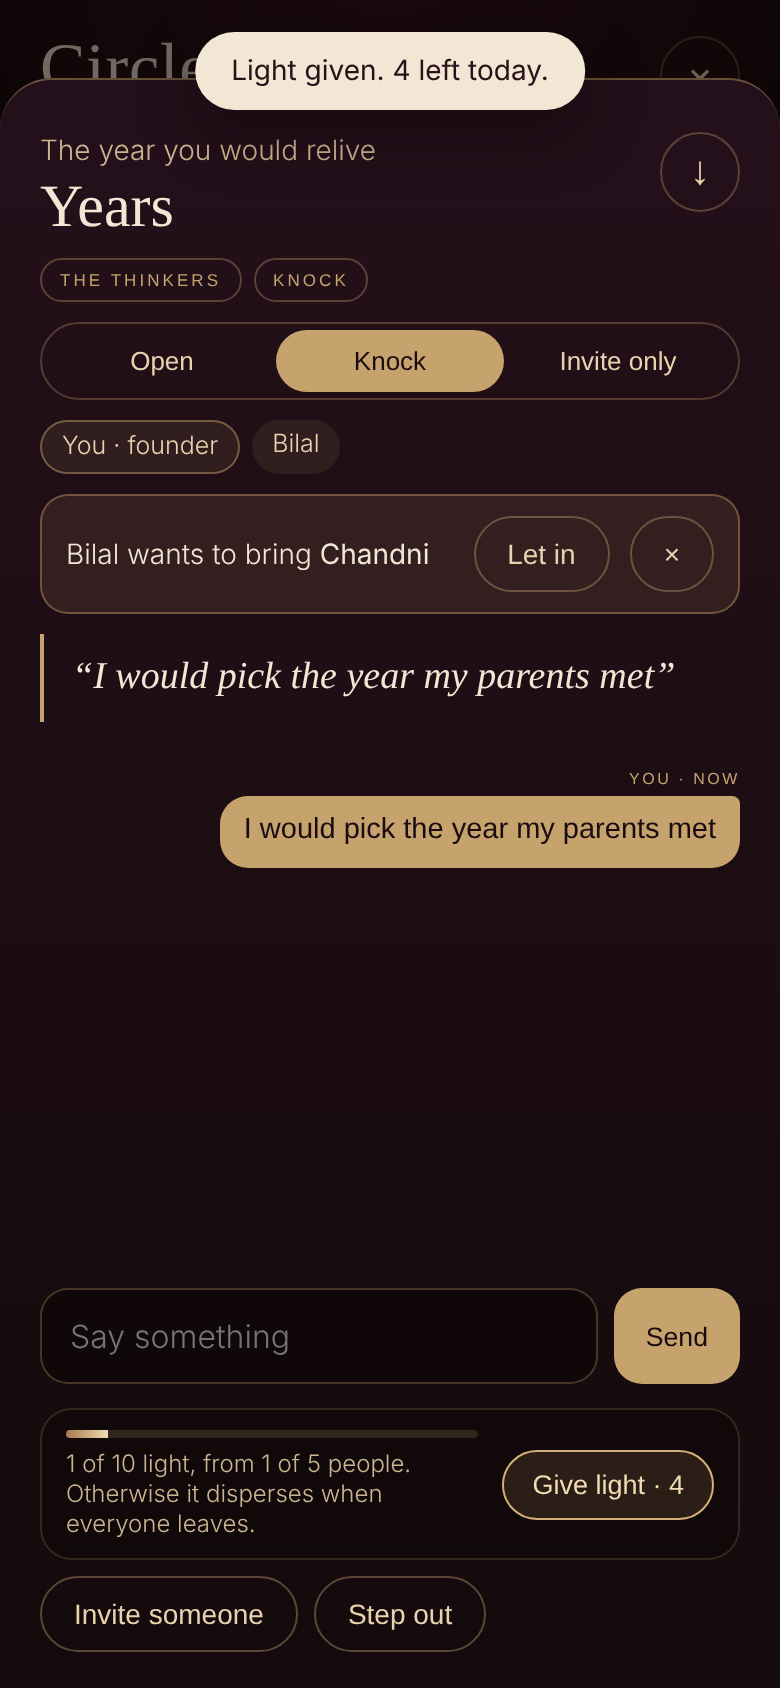 Circle
Light given. 4 left today.
The year you would relive
Years
↓
THE THINKERS
KNOCK
Open
Knock
Invite only
You · founder
Bilal
Bilal wants to bring Chandni
Let in
×
“I would pick the year my parents met”
YOU · NOW
I would pick the year my parents met
Say something
Send
1 of 10 light, from 1 of 5 people.
Otherwise it disperses when
everyone leaves.
Give light · 4
Invite someone
Step out